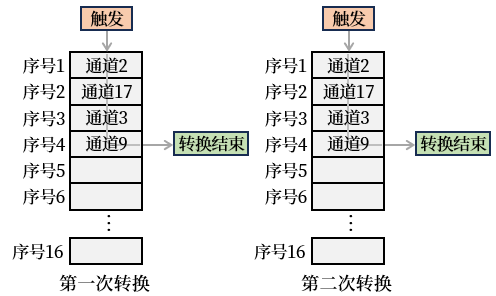 触发
序号1 通道2
序号2 通道17
序号3 通道3
序号4 通道9 转换结束
序号5
序号6
⋮
序号16
第一次转换
触发
序号1 通道2
序号2 通道17
序号3 通道3
序号4 通道9 转换结束
序号5
序号6
⋮
序号16
第二次转换